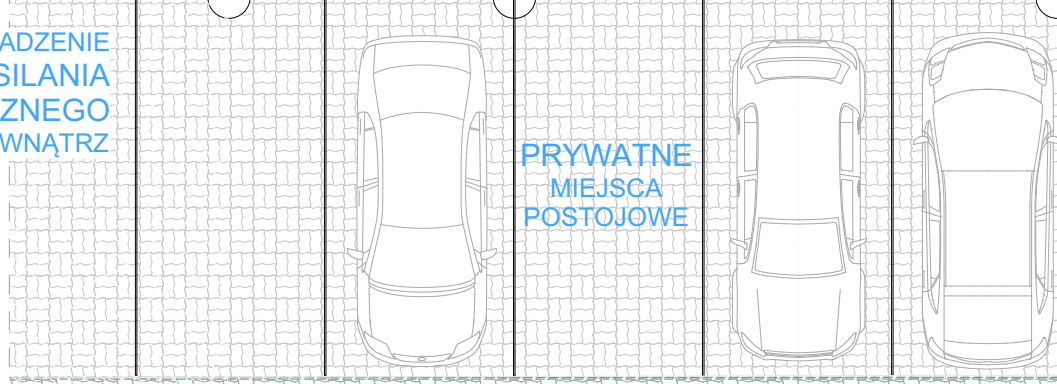 ADZENIE
SILANIA
ZNEGO
WNĄTRZ
PRYWATNE
MIEJSCA
POSTOJOWE